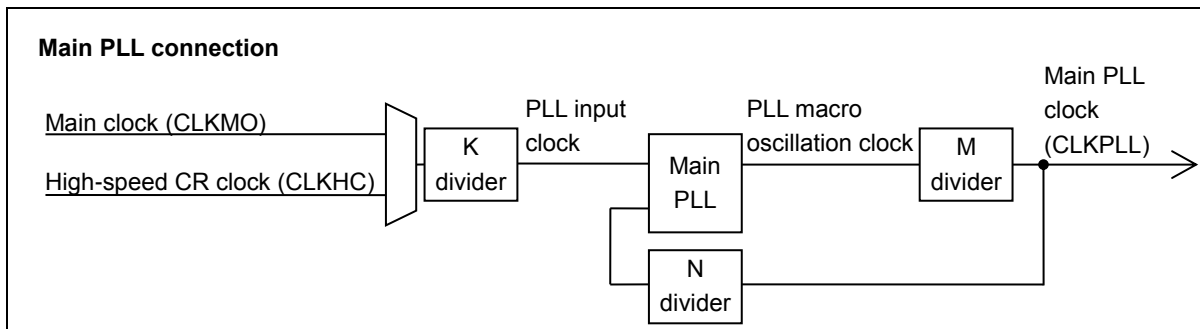 Main PLL connection
Main clock (CLKMO)
High-speed CR clock (CLKHC)
K
divider
PLL input
clock
Main
PLL
PLL macro
oscillation clock
M
divider
Main PLL
clock
(CLKPLL)
N
divider